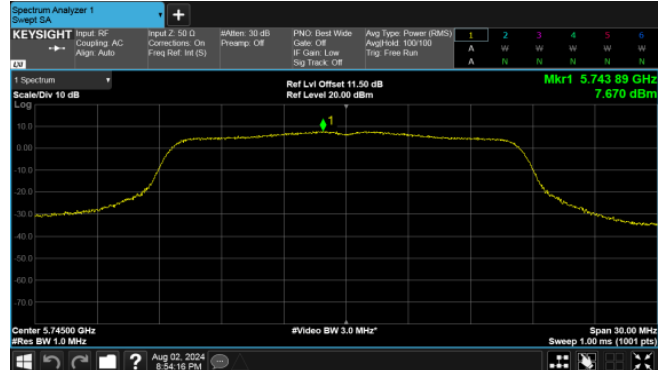 Spectrum Analyzer 1
Swept SA
+
KEYSIGHT
Input: RF
Coupling: AC
Align: Auto
Input Z: 50 Ω
Corrections: On
Freq Ref: Int (S)
#Atten: 30 dB
Preamp: Off
PNO: Best Wide
Gate: Off
IF Gain: Low
Sig Track: Off
Avg Type: Power (RMS)
Avg|Hold: 100/100
Trig: Free Run
1 2 3 4 5 6
A W W W W W
A N N N N N
LXI
1 Spectrum
Scale/Div 10 dB
Ref Lvl Offset 11.50 dB
Ref Level 20.00 dBm
Mkr1 5.743 89 GHz
7.670 dBm
Log
1
10.0
0.00
-10.0
-20.0
-30.0
-40.0
-50.0
-60.0
-70.0
Center 5.74500 GHz
#Res BW 1.0 MHz
#Video BW 3.0 MHz*
Span 30.00 MHz
Sweep 1.00 ms (1001 pts)
?
Aug 02, 2024
8:54:16 PM